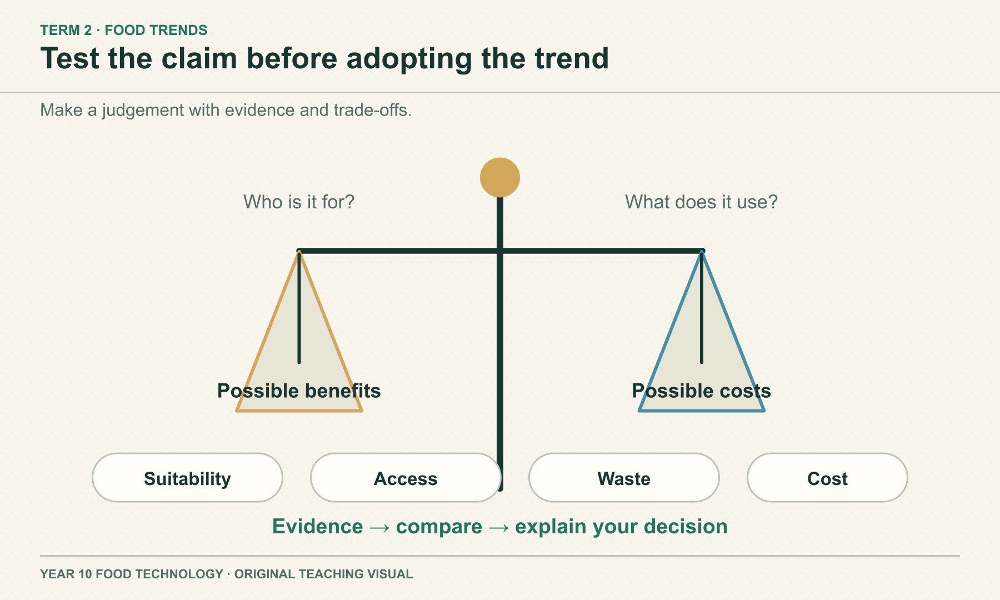 TERM 2 · FOOD TRENDS
Test the claim before adopting the trend
Make a judgement with evidence and trade-offs.
Who is it for?
What does it use?
Possible benefits
Possible costs
Suitability
Access
Waste
Cost
Evidence → compare → explain your decision
YEAR 10 FOOD TECHNOLOGY · ORIGINAL TEACHING VISUAL